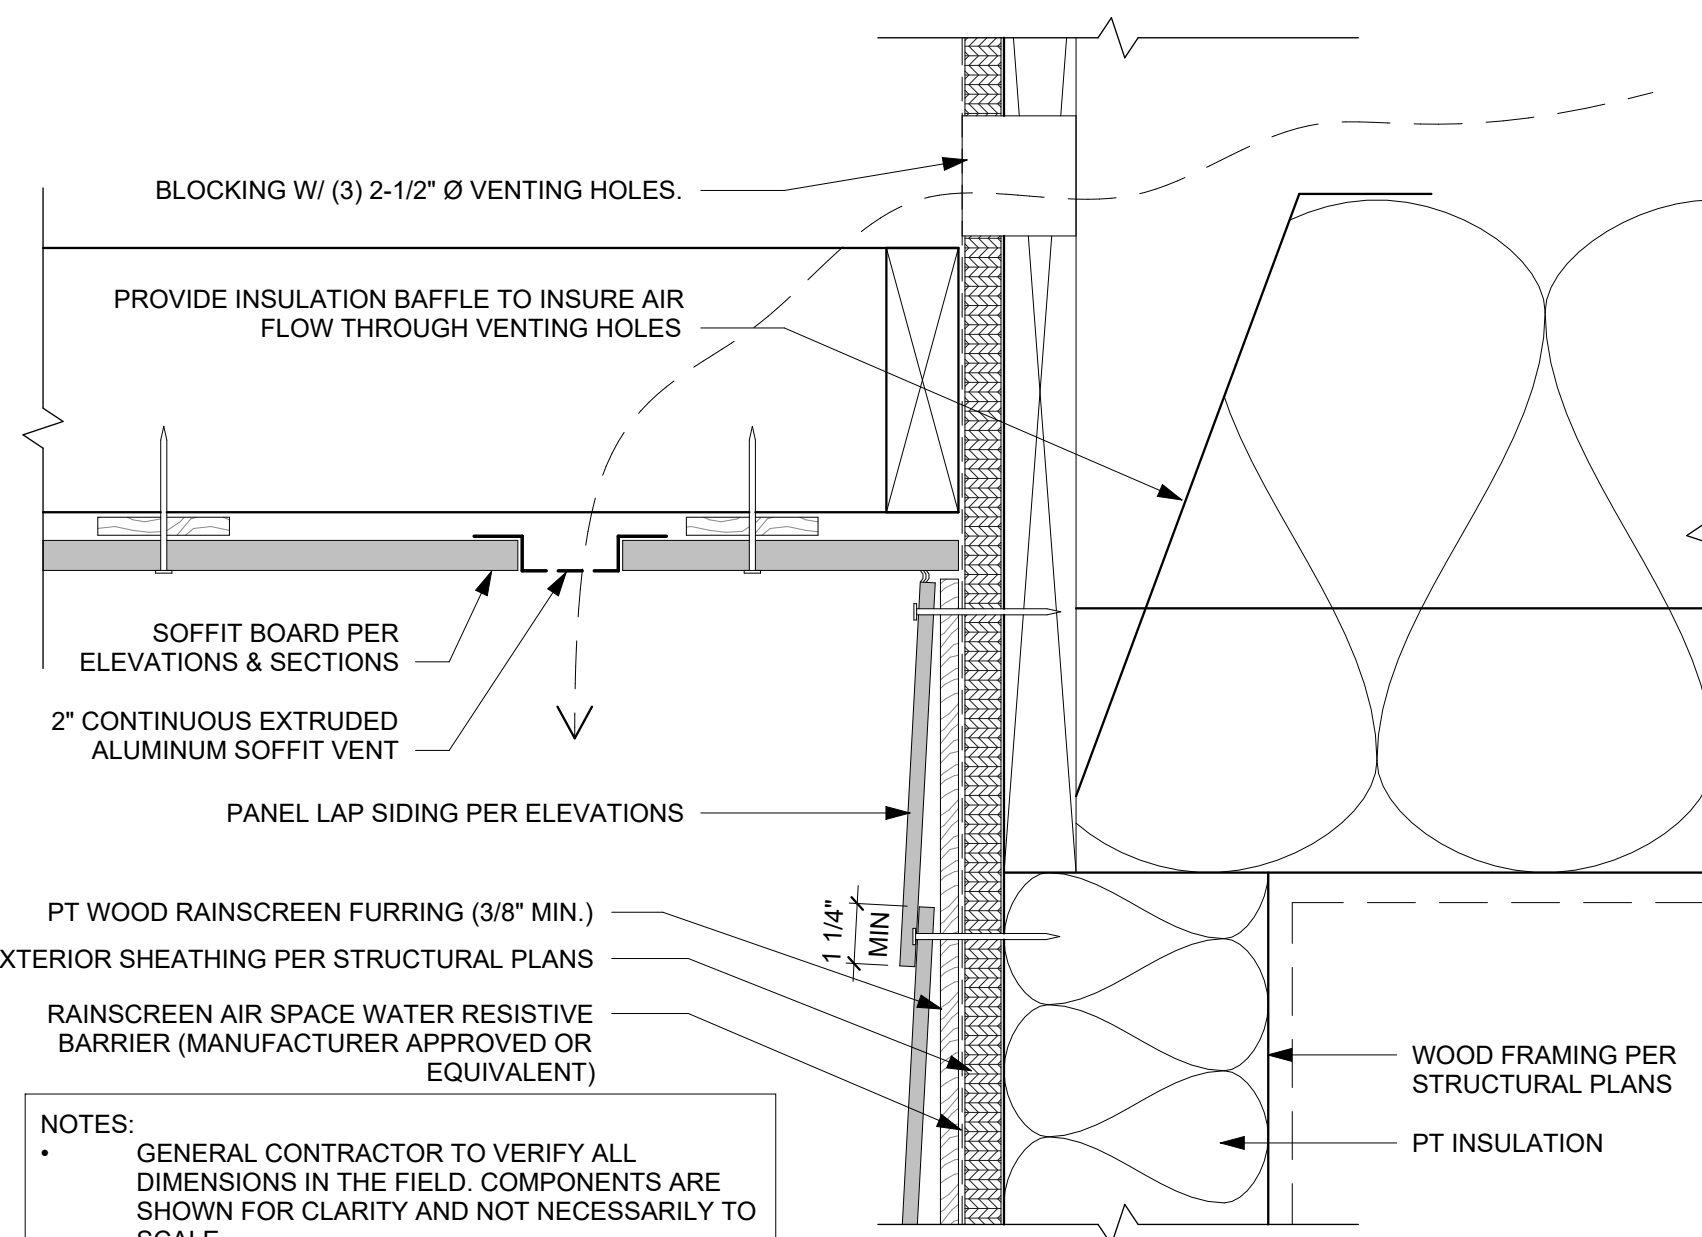 BLOCKING W/ (3) 2-1/2" Ø VENTING HOLES.
PROVIDE INSULATION BAFFLE TO INSURE AIR
FLOW THROUGH VENTING HOLES
SOFFIT BOARD PER
ELEVATIONS & SECTIONS
2" CONTINUOUS EXTRUDED
ALUMINUM SOFFIT VENT
PANEL LAP SIDING PER ELEVATIONS
1 1/4"
MIN
PT WOOD RAINSCREEN FURRING (3/8" MIN.)
XTERIOR SHEATHING PER STRUCTURAL PLANS
RAINSCREEN AIR SPACE WATER RESISTIVE
BARRIER (MANUFACTURER APPROVED OR
EQUIVALENT)
WOOD FRAMING PER
STRUCTURAL PLANS
PT INSULATION
NOTES:
• GENERAL CONTRACTOR TO VERIFY ALL
DIMENSIONS IN THE FIELD. COMPONENTS ARE
SHOWN FOR CLARITY AND NOT NECESSARILY TO
SCALE